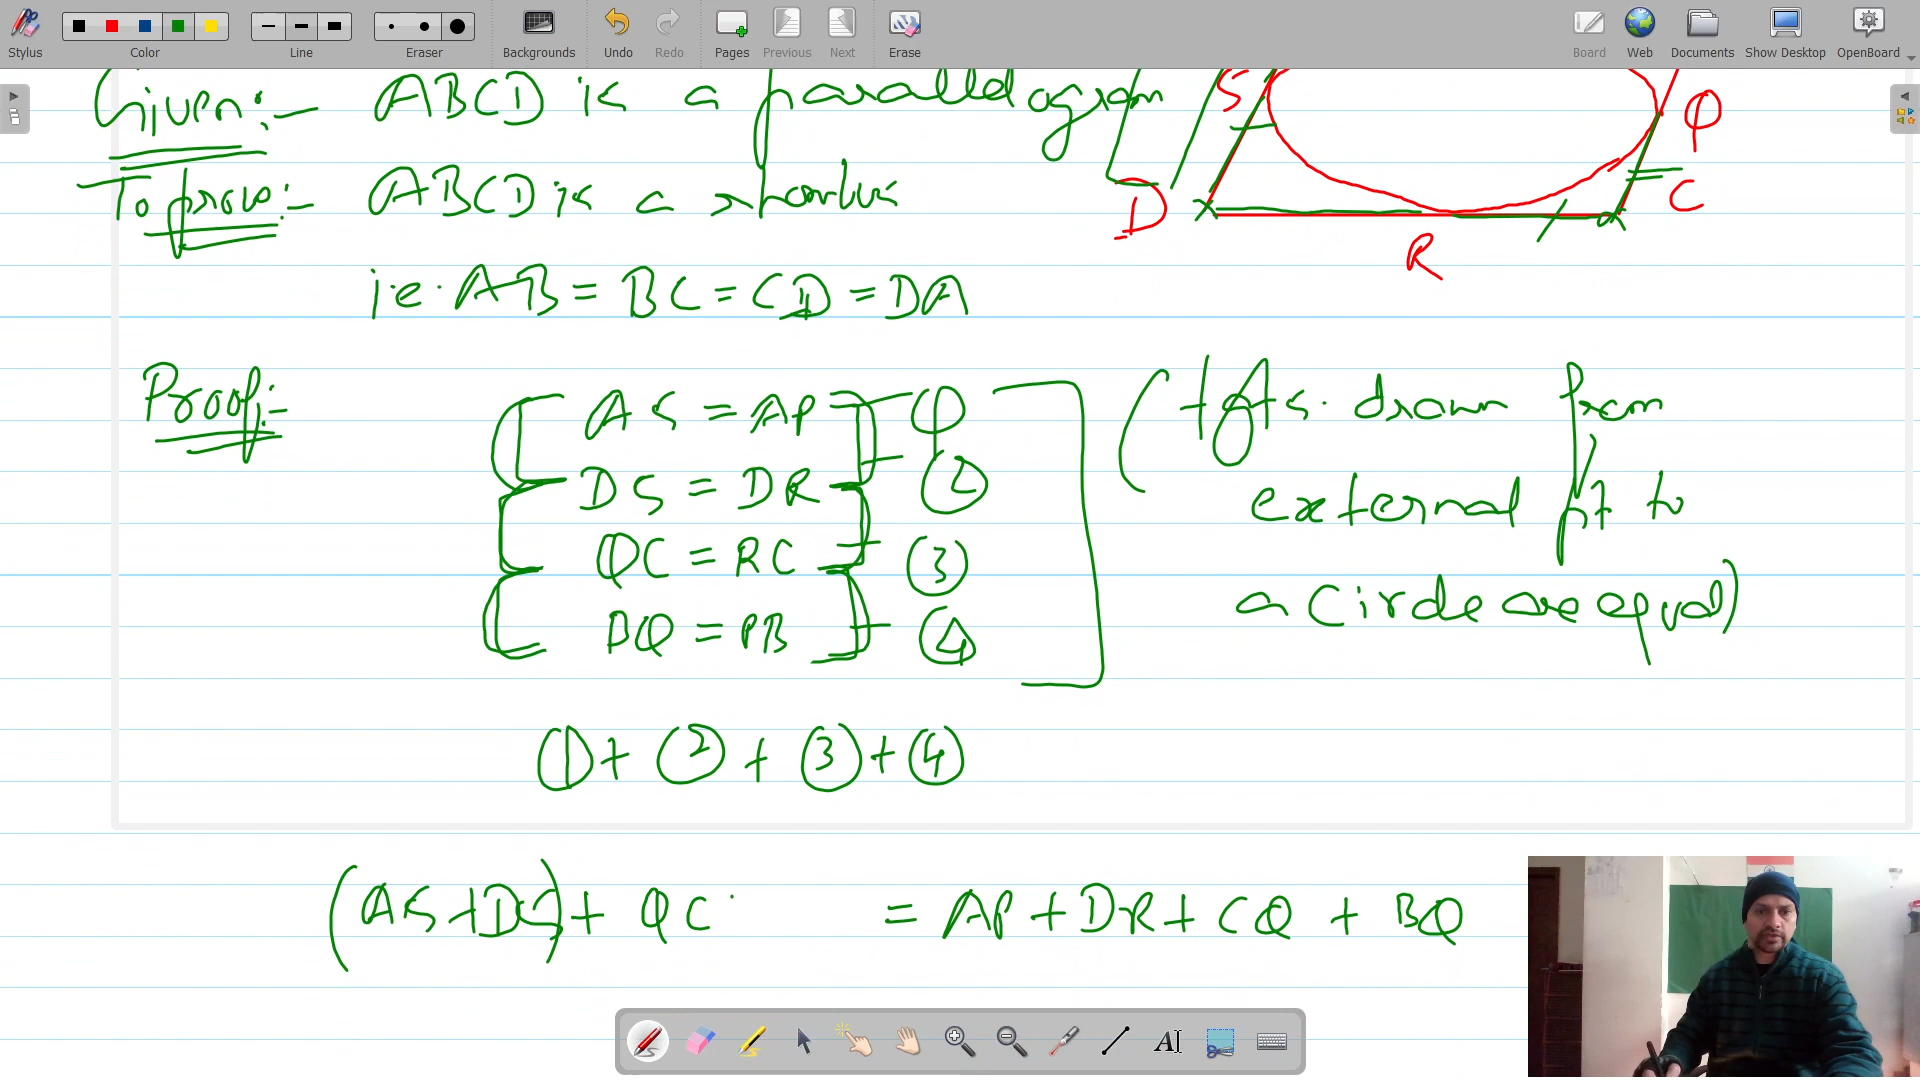 Stylus Color Line Eraser Backgrounds Undo Redo Pages Previous Next Erase Board Web Documents Show Desktop OpenBoard
Given:- ABCD is a parallelogram
S Q
To prove:- ABCD is a rhombus
D R C
i.e. AB = BC = CD = DA
Proof:- AS = AP - ① (tgts. drawn from
DS = DR - ② external pt to
QC = RC - ③ a circle are equal)
BQ = PB - ④
① + ② + ③ + ④
(AS+DS) + QC = AP + DR + CQ + BQ